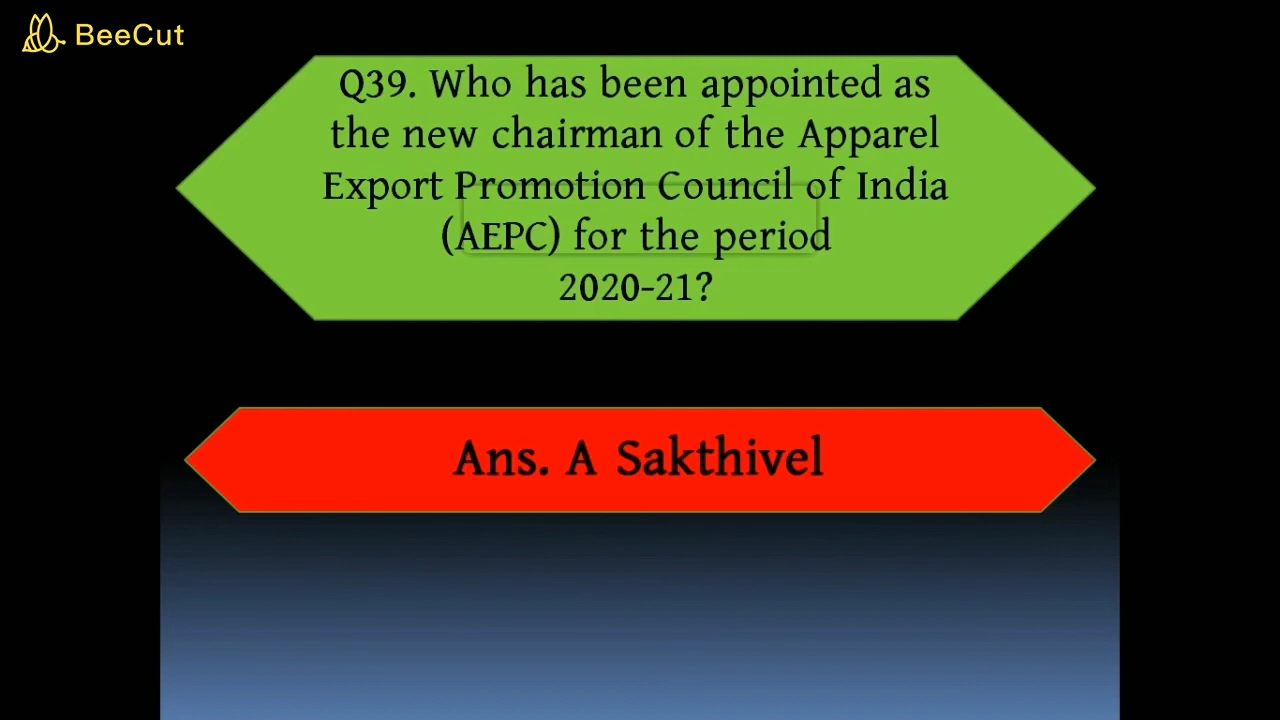 BeeCut
Q39. Who has been appointed as
the new chairman of the Apparel
Export Promotion Council of India
(AEPC) for the period
2020-21?
Ans. A Sakthivel